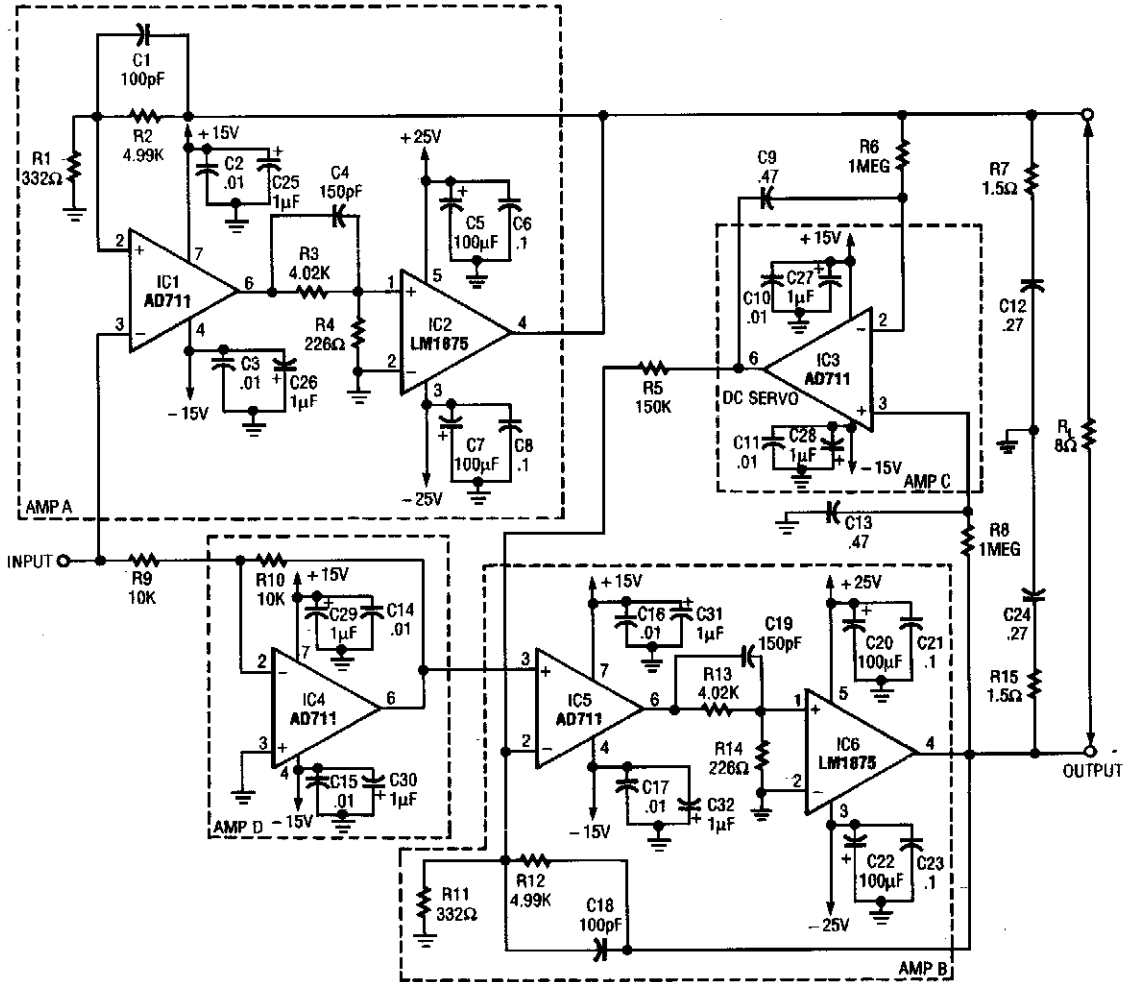 C1
100pF
R2
4.99K
R1
332Ω
+15V
C2
.01
C25
1µF
+
+25V
C4
150pF
C5
100µF
+
C6
.1
R6
1MEG
C9
.47
R7
1.5Ω
2
+
7
IC1
AD711
6
R3
4.02K
3
−
4
1
+
5
IC2
LM1875
4
R4
226Ω
2
−
3
C3
.01
C26
1µF
+
−15V
C7
100µF
+
C8
.1
−25V
AMP A
+15V
C10
.01
C27
1µF
+
−
2
6
IC3
AD711
DC SERVO
+
3
R5
150K
C11
.01
C28
1µF
+
−15V
AMP C
C12
.27
RL
8Ω
C13
.47
R8
1MEG
INPUT
R9
10K
R10
10K
+15V
C29
1µF
+
C14
.01
2
−
7
IC4
AD711
6
3
+
4
C15
.01
C30
1µF
+
−15V
AMP D
+15V
C16
.01
C31
1µF
+
C19
150pF
+25V
C20
100µF
+
C21
.1
C24
.27
R15
1.5Ω
3
+
7
IC5
AD711
6
R13
4.02K
2
−
4
1
+
5
IC6
LM1875
4
R14
226Ω
2
−
3
OUTPUT
C17
.01
C32
1µF
+
−15V
C22
100µF
+
C23
.1
−25V
R11
332Ω
R12
4.99K
C18
100pF
AMP B